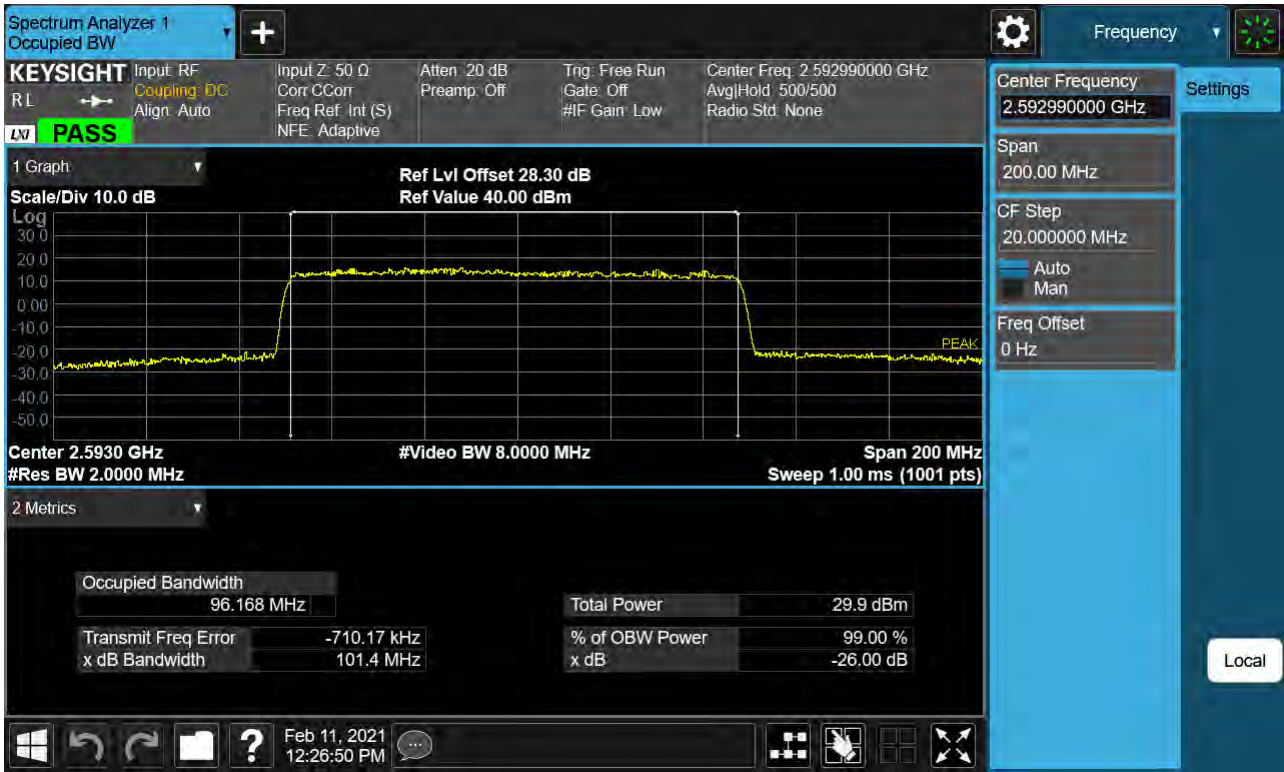 Spectrum Analyzer 1
Occupied BW
Frequency
KEYSIGHT
RL
LXI
PASS
Input: RF
Coupling: DC
Align: Auto
Input Z: 50 Ω
Corr CCorr
Freq Ref: Int (S)
NFE: Adaptive
Atten: 20 dB
Preamp: Off
Trig: Free Run
Gate: Off
#IF Gain: Low
Center Freq: 2.592990000 GHz
Avg|Hold: 500/500
Radio Std: None
Center Frequency
2.592990000 GHz
Settings
Span
200.00 MHz
CF Step
20.000000 MHz
Auto
Man
Freq Offset
0 Hz
1 Graph
Scale/Div 10.0 dB
Ref Lvl Offset 28.30 dB
Ref Value 40.00 dBm
Log
30.0
20.0
10.0
0.00
-10.0
-20.0
-30.0
-40.0
-50.0
PEAK
Center 2.5930 GHz
#Video BW 8.0000 MHz
Span 200 MHz
#Res BW 2.0000 MHz
Sweep 1.00 ms (1001 pts)
2 Metrics
Occupied Bandwidth
96.168 MHz
Total Power 29.9 dBm
Transmit Freq Error -710.17 kHz
% of OBW Power 99.00 %
x dB Bandwidth 101.4 MHz
x dB -26.00 dB
Local
Feb 11, 2021
12:26:50 PM